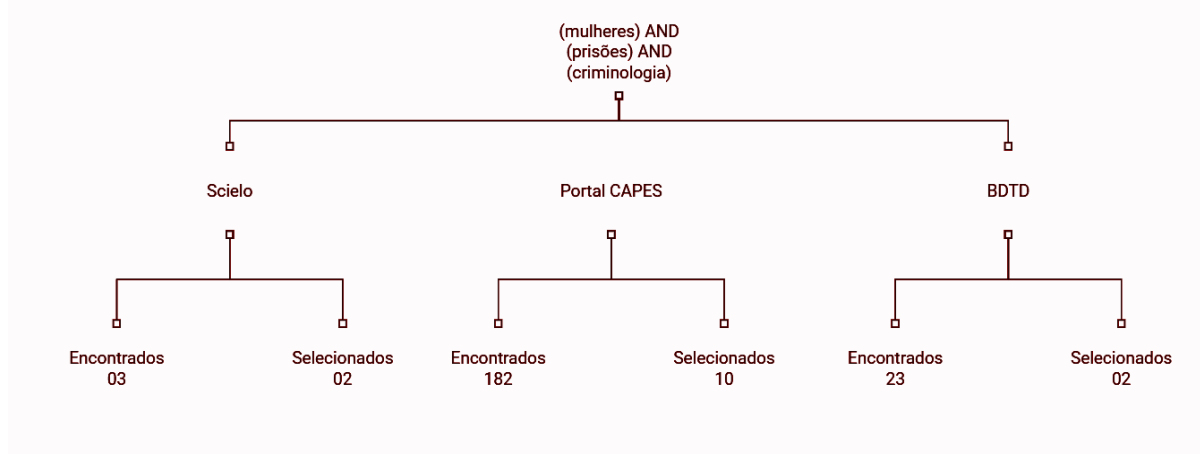 (mulheres) AND
(prisões) AND
(criminologia)
Scielo
Portal CAPES
BDTD
Encontrados
03
Selecionados
02
Encontrados
182
Selecionados
10
Encontrados
23
Selecionados
02